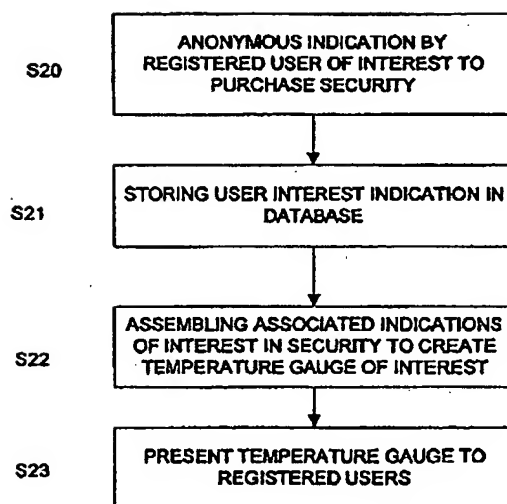 S20
ANONYMOUS INDICATION BY
REGISTERED USER OF INTEREST TO
PURCHASE SECURITY
S21
STORING USER INTEREST INDICATION IN
DATABASE
S22
ASSEMBLING ASSOCIATED INDICATIONS
OF INTEREST IN SECURITY TO CREATE
TEMPERATURE GAUGE OF INTEREST
S23
PRESENT TEMPERATURE GAUGE TO
REGISTERED USERS